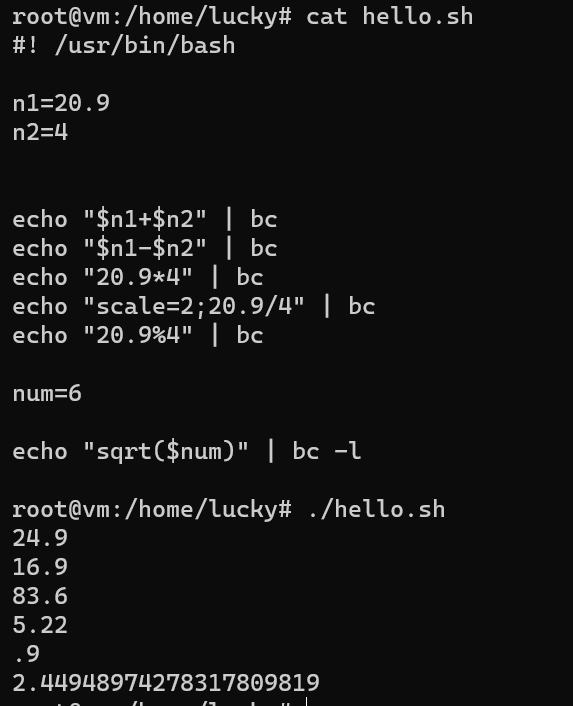 root@vm:/home/lucky# cat hello.sh
#! /usr/bin/bash
n1=20.9
n2=4
echo "$n1+$n2" | bc
echo "$n1-$n2" | bc
echo "20.9*4" | bc
echo "scale=2;20.9/4" | bc
echo "20.9%4" | bc
num=6
echo "sqrt($num)" | bc -l
root@vm:/home/lucky# ./hello.sh
24.9
16.9
83.6
5.22
.9
2.44948974278317809819